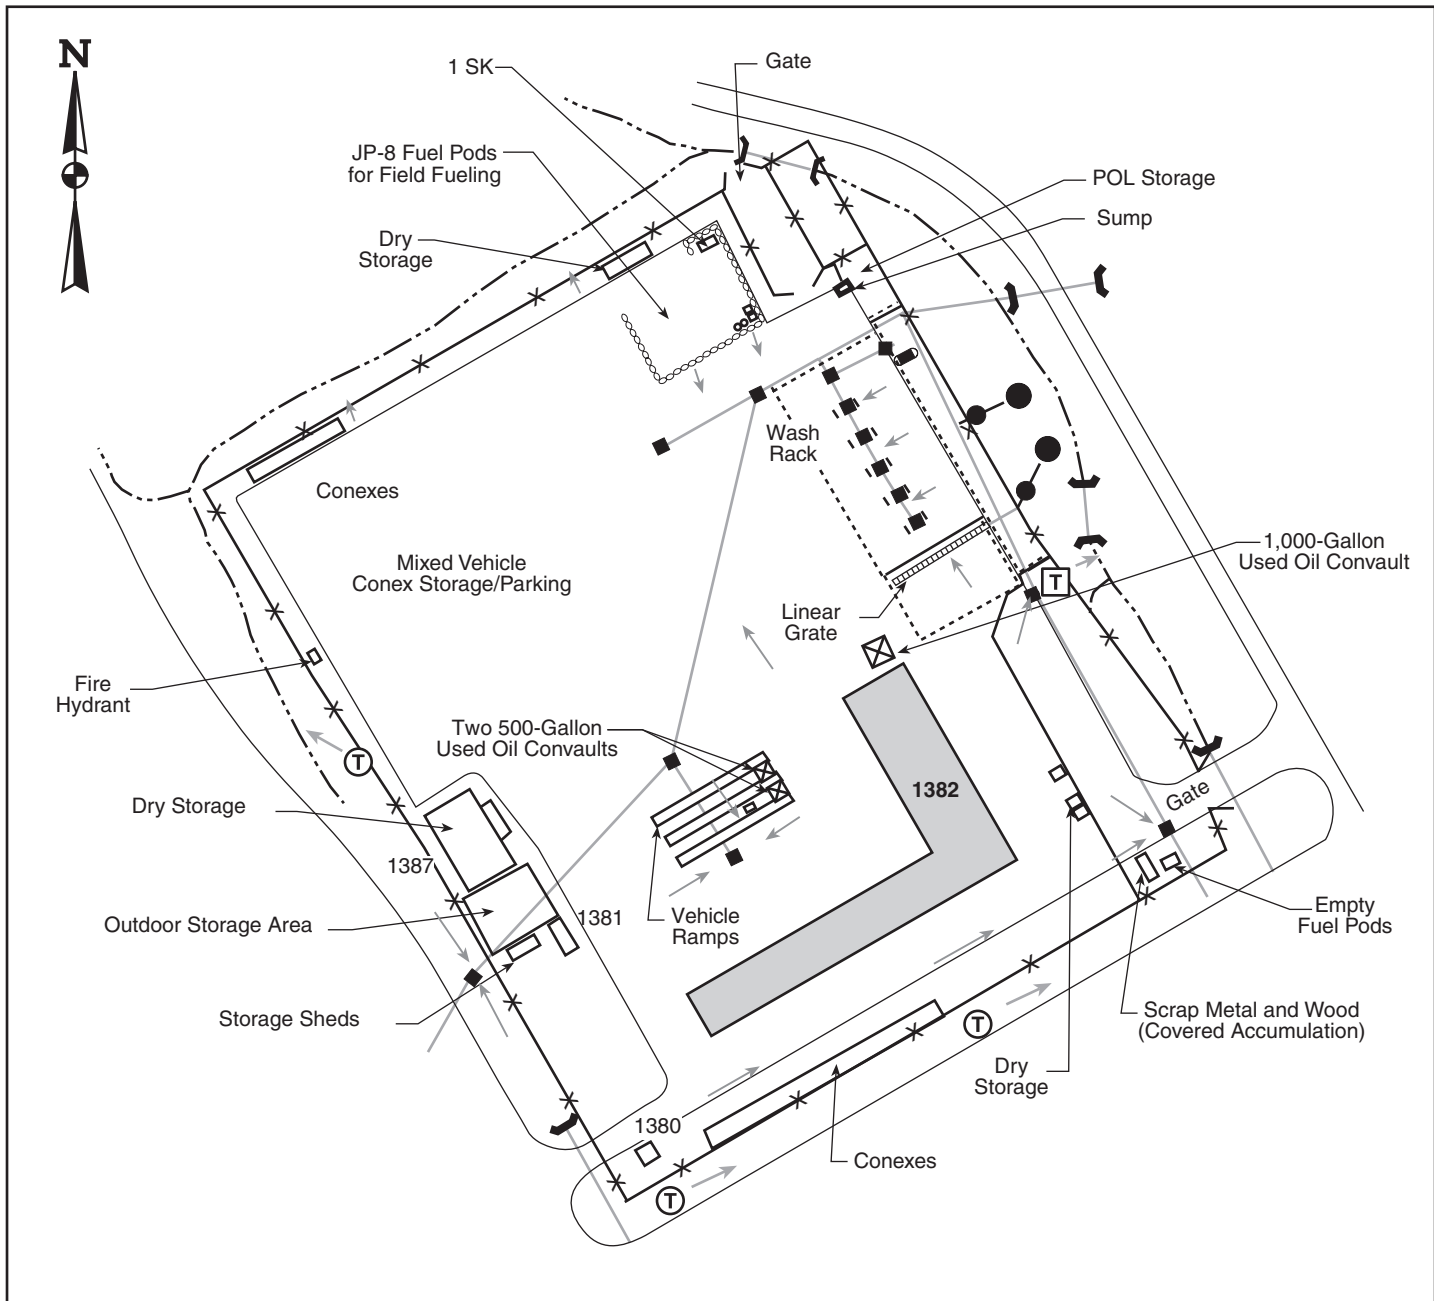 N
1 SK
Gate
JP-8 Fuel Pods
for Field Fueling
POL Storage
Sump
Dry
Storage
Wash
Rack
Conexes
Mixed Vehicle
Conex Storage/Parking
1,000-Gallon
Used Oil Convault
T
Linear
Grate
Fire
Hydrant
Two 500-Gallon
Used Oil Convaults
T
1382
Gate
Dry Storage
1387
Outdoor Storage Area
1381
Vehicle
Ramps
Empty
Fuel Pods
Storage Sheds
Scrap Metal and Wood
(Covered Accumulation)
T
Dry
Storage
1380
Conexes
T